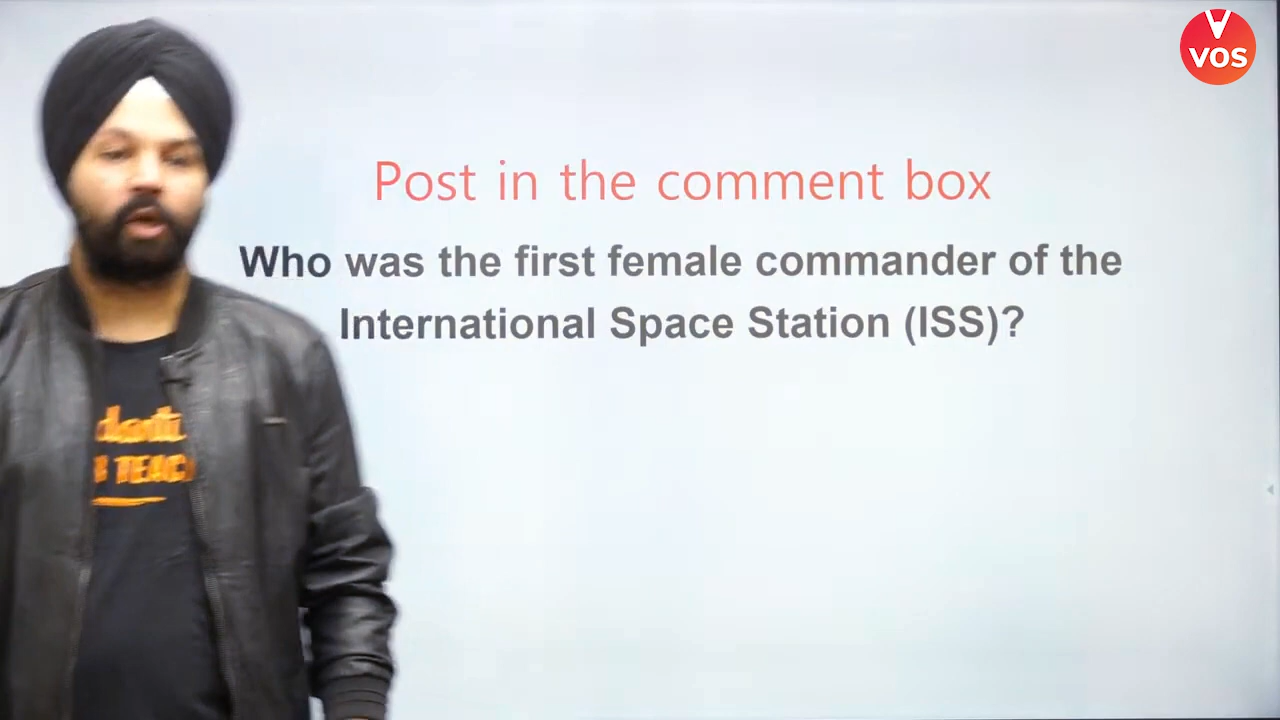 VOS
Post in the comment box
Who was the first female commander of the
International Space Station (ISS)?